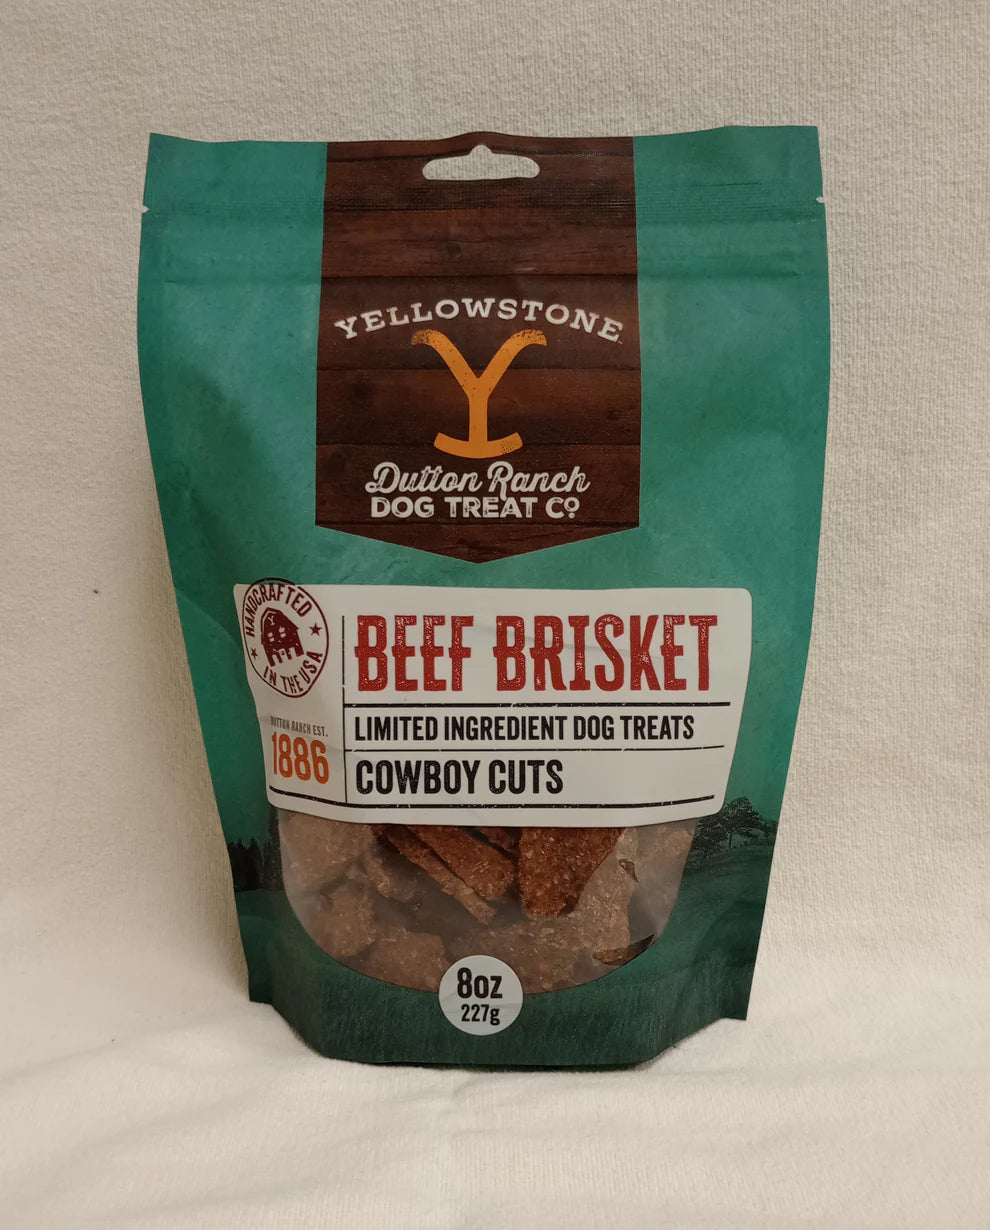 YELLOWSTONE
Y
Dutton Ranch
DOG TREAT Co
HANDCRAFTED
IN THE USA
DUTTON RANCH EST.
1886
BEEF BRISKET
LIMITED INGREDIENT DOG TREATS
COWBOY CUTS
8oz
227g